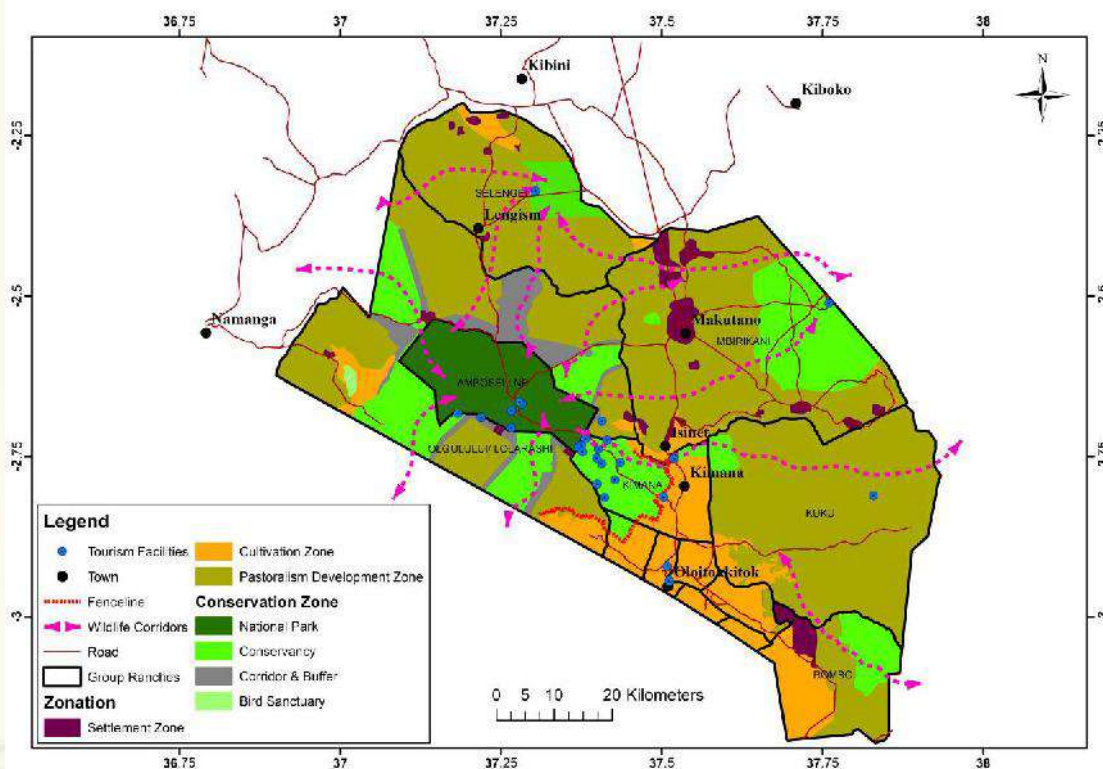 36.75 37 37.25 37.5 37.75 38
N
Kibini
Kiboko
-2.25
SELENGEI
Lengism
-2.5
Namanga
Makutano
MBIRIKANI
AMBOSELI NP
Isinet
-2.75
OLGULULUI/ LOLARASHI
KIMANA
Kimana
KUKU
Oloitokitok
-3
ROMBO
Legend
Tourism Facilities
Town
Fenceline
Wildlife Corridors
Road
Group Ranches
Zonation
Settlement Zone
Cultivation Zone
Pastoralism Development Zone
Conservation Zone
National Park
Conservancy
Corridor & Buffer
Bird Sanctuary
0 5 10 20 Kilometers
36.75 37 37.25 37.5 37.75 38